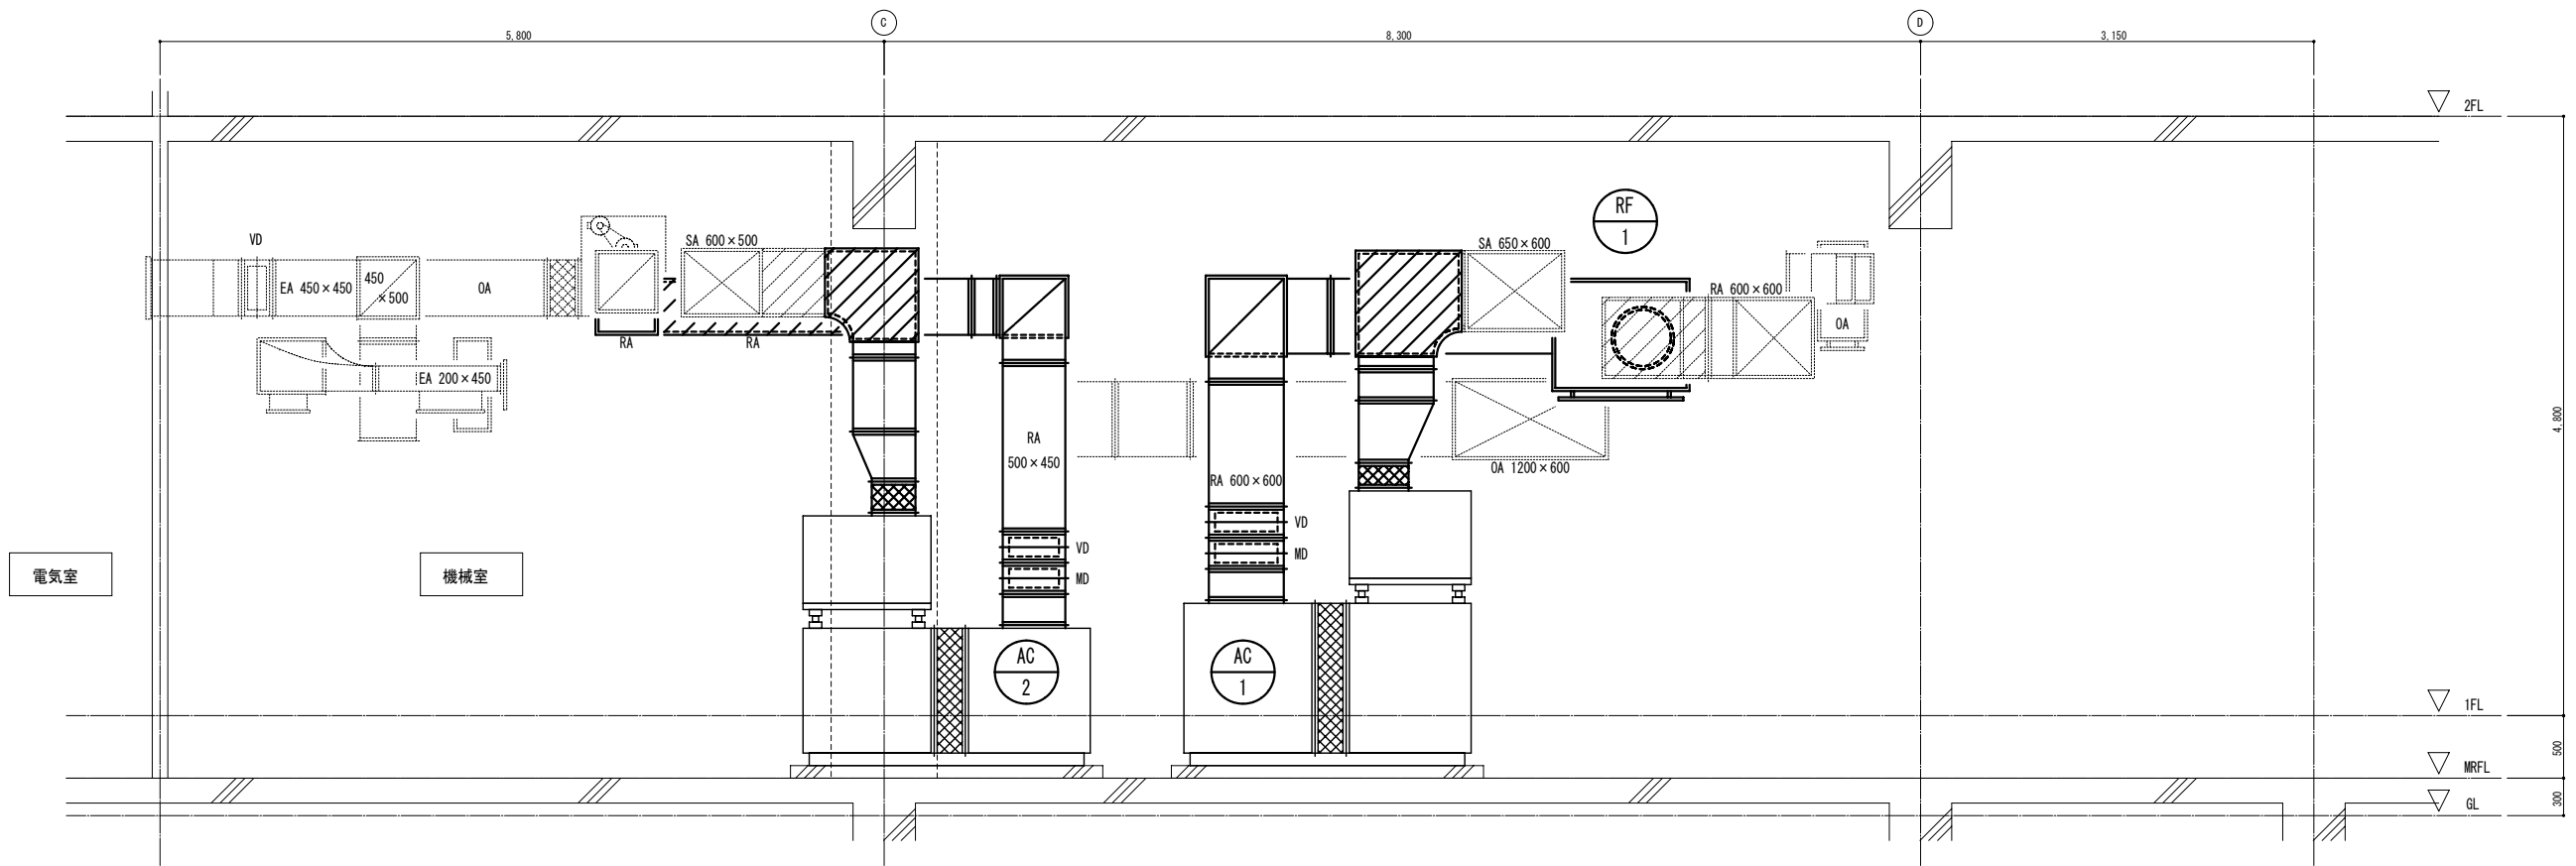 C
D
5,800
8,300
3,150
2FL
RF
1
VD
SA 600×500
SA 650×600
EA 450×450
450
×500
OA
RA 600×600
OA
RA
RA
EA 200×450
4,800
RA
500×450
OA 1200×600
RA 600×600
VD
VD
MD
MD
電気室
機械室
AC
2
AC
1
1FL
500
MRFL
300
GL